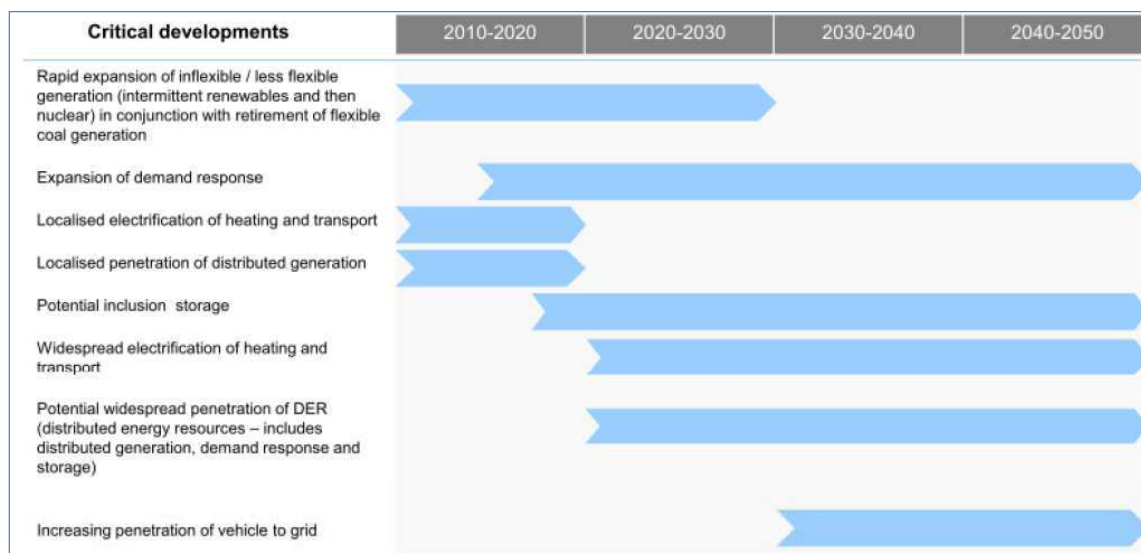 Critical developments
2010-2020
2020-2030
2030-2040
2040-2050
Rapid expansion of inflexible / less flexible
generation (intermittent renewables and then
nuclear) in conjunction with retirement of flexible
coal generation
Expansion of demand response
Localised electrification of heating and transport
Localised penetration of distributed generation
Potential inclusion storage
Widespread electrification of heating and
transport
Potential widespread penetration of DER
(distributed energy resources – includes
distributed generation, demand response and
storage)
Increasing penetration of vehicle to grid